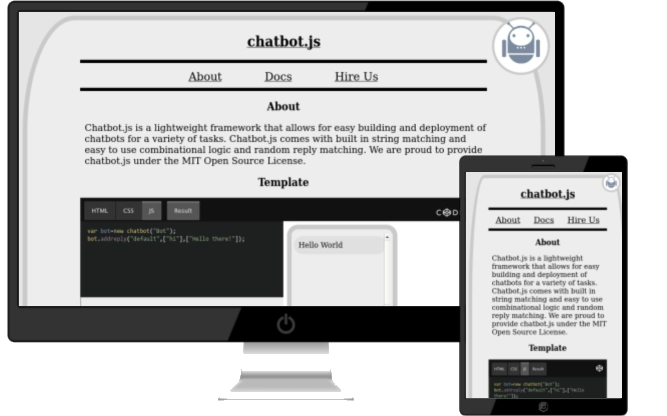 chatbot.js
About Docs Hire Us
About
Chatbot.js is a lightweight framework that allows for easy building and deployment of
chatbots for a variety of tasks. Chatbot.js comes with built in string matching and
easy to use combinational logic and random reply matching. We are proud to provide
chatbot.js under the MIT Open Source License.
Template
HTML CSS JS Result
var bot=new chatbot("Bot");
bot.addreply("default",["hi"],["Hello there!"]);
Hello World
chatbot.js
About Docs Hire Us
About
Chatbot.js is a lightweight
framework that allows for easy
building and deployment of
chatbots for a variety of tasks.
Chatbot.js comes with built in
string matching and easy to use
combinational logic and random
reply matching. We are proud to
provide chatbot.js under the MIT
Open Source License.
Template
HTML CSS JS Result
var bot=new chatbot("Bot");
bot.addreply("default",["hi"],["Hello
there!"]);